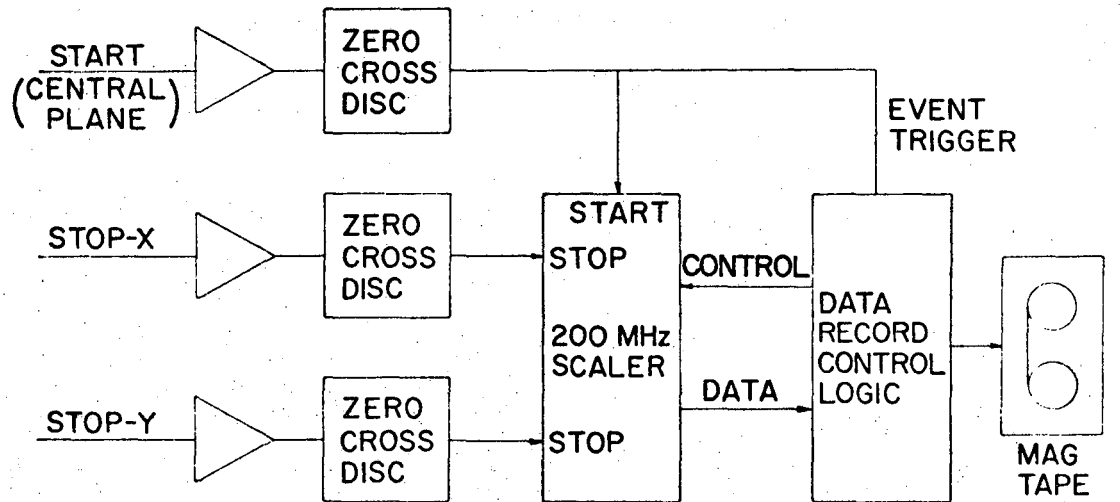 START
(CENTRAL
PLANE)
ZERO
CROSS
DISC
EVENT
TRIGGER
STOP-X
ZERO
CROSS
DISC
START
STOP
200 MHz
SCALER
STOP
CONTROL
DATA
DATA
RECORD
CONTROL
LOGIC
STOP-Y
ZERO
CROSS
DISC
MAG
TAPE